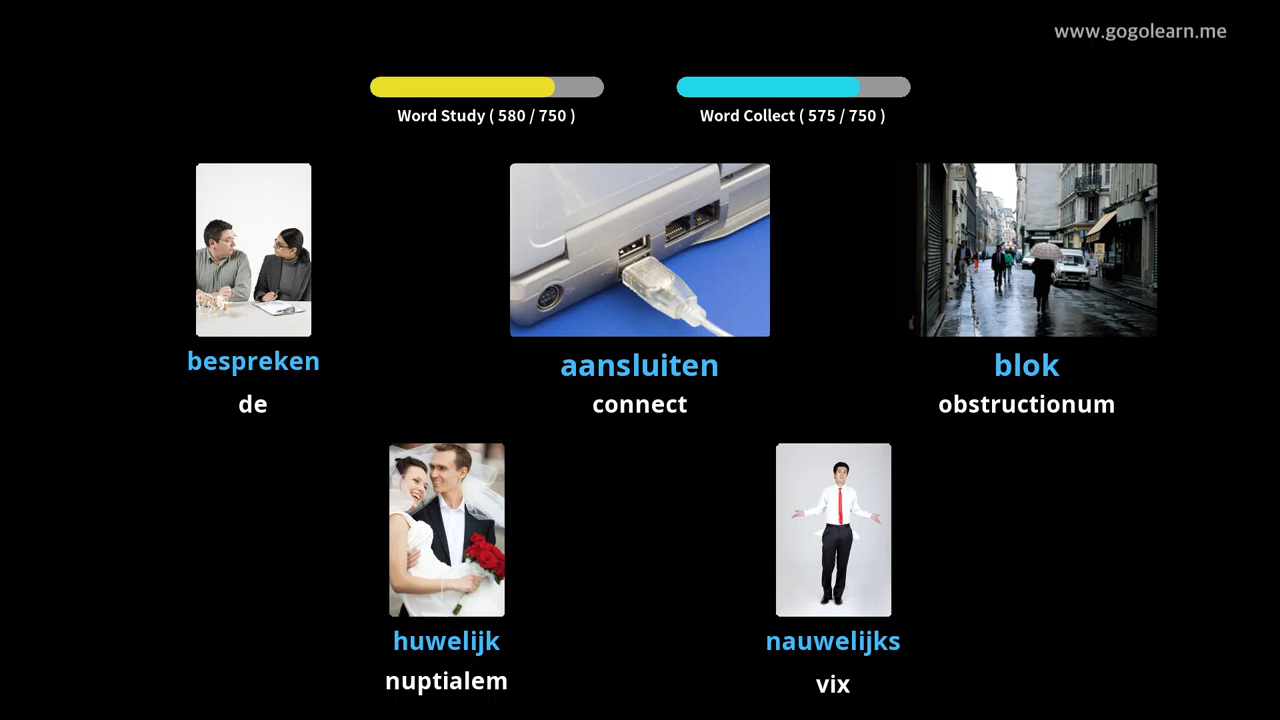 www.gogolearn.me
Word Study ( 580 / 750 )
Word Collect ( 575 / 750 )
bespreken
de
aansluiten
connect
blok
obstructionum
huwelijk
nuptialem
nauwelijks
vix